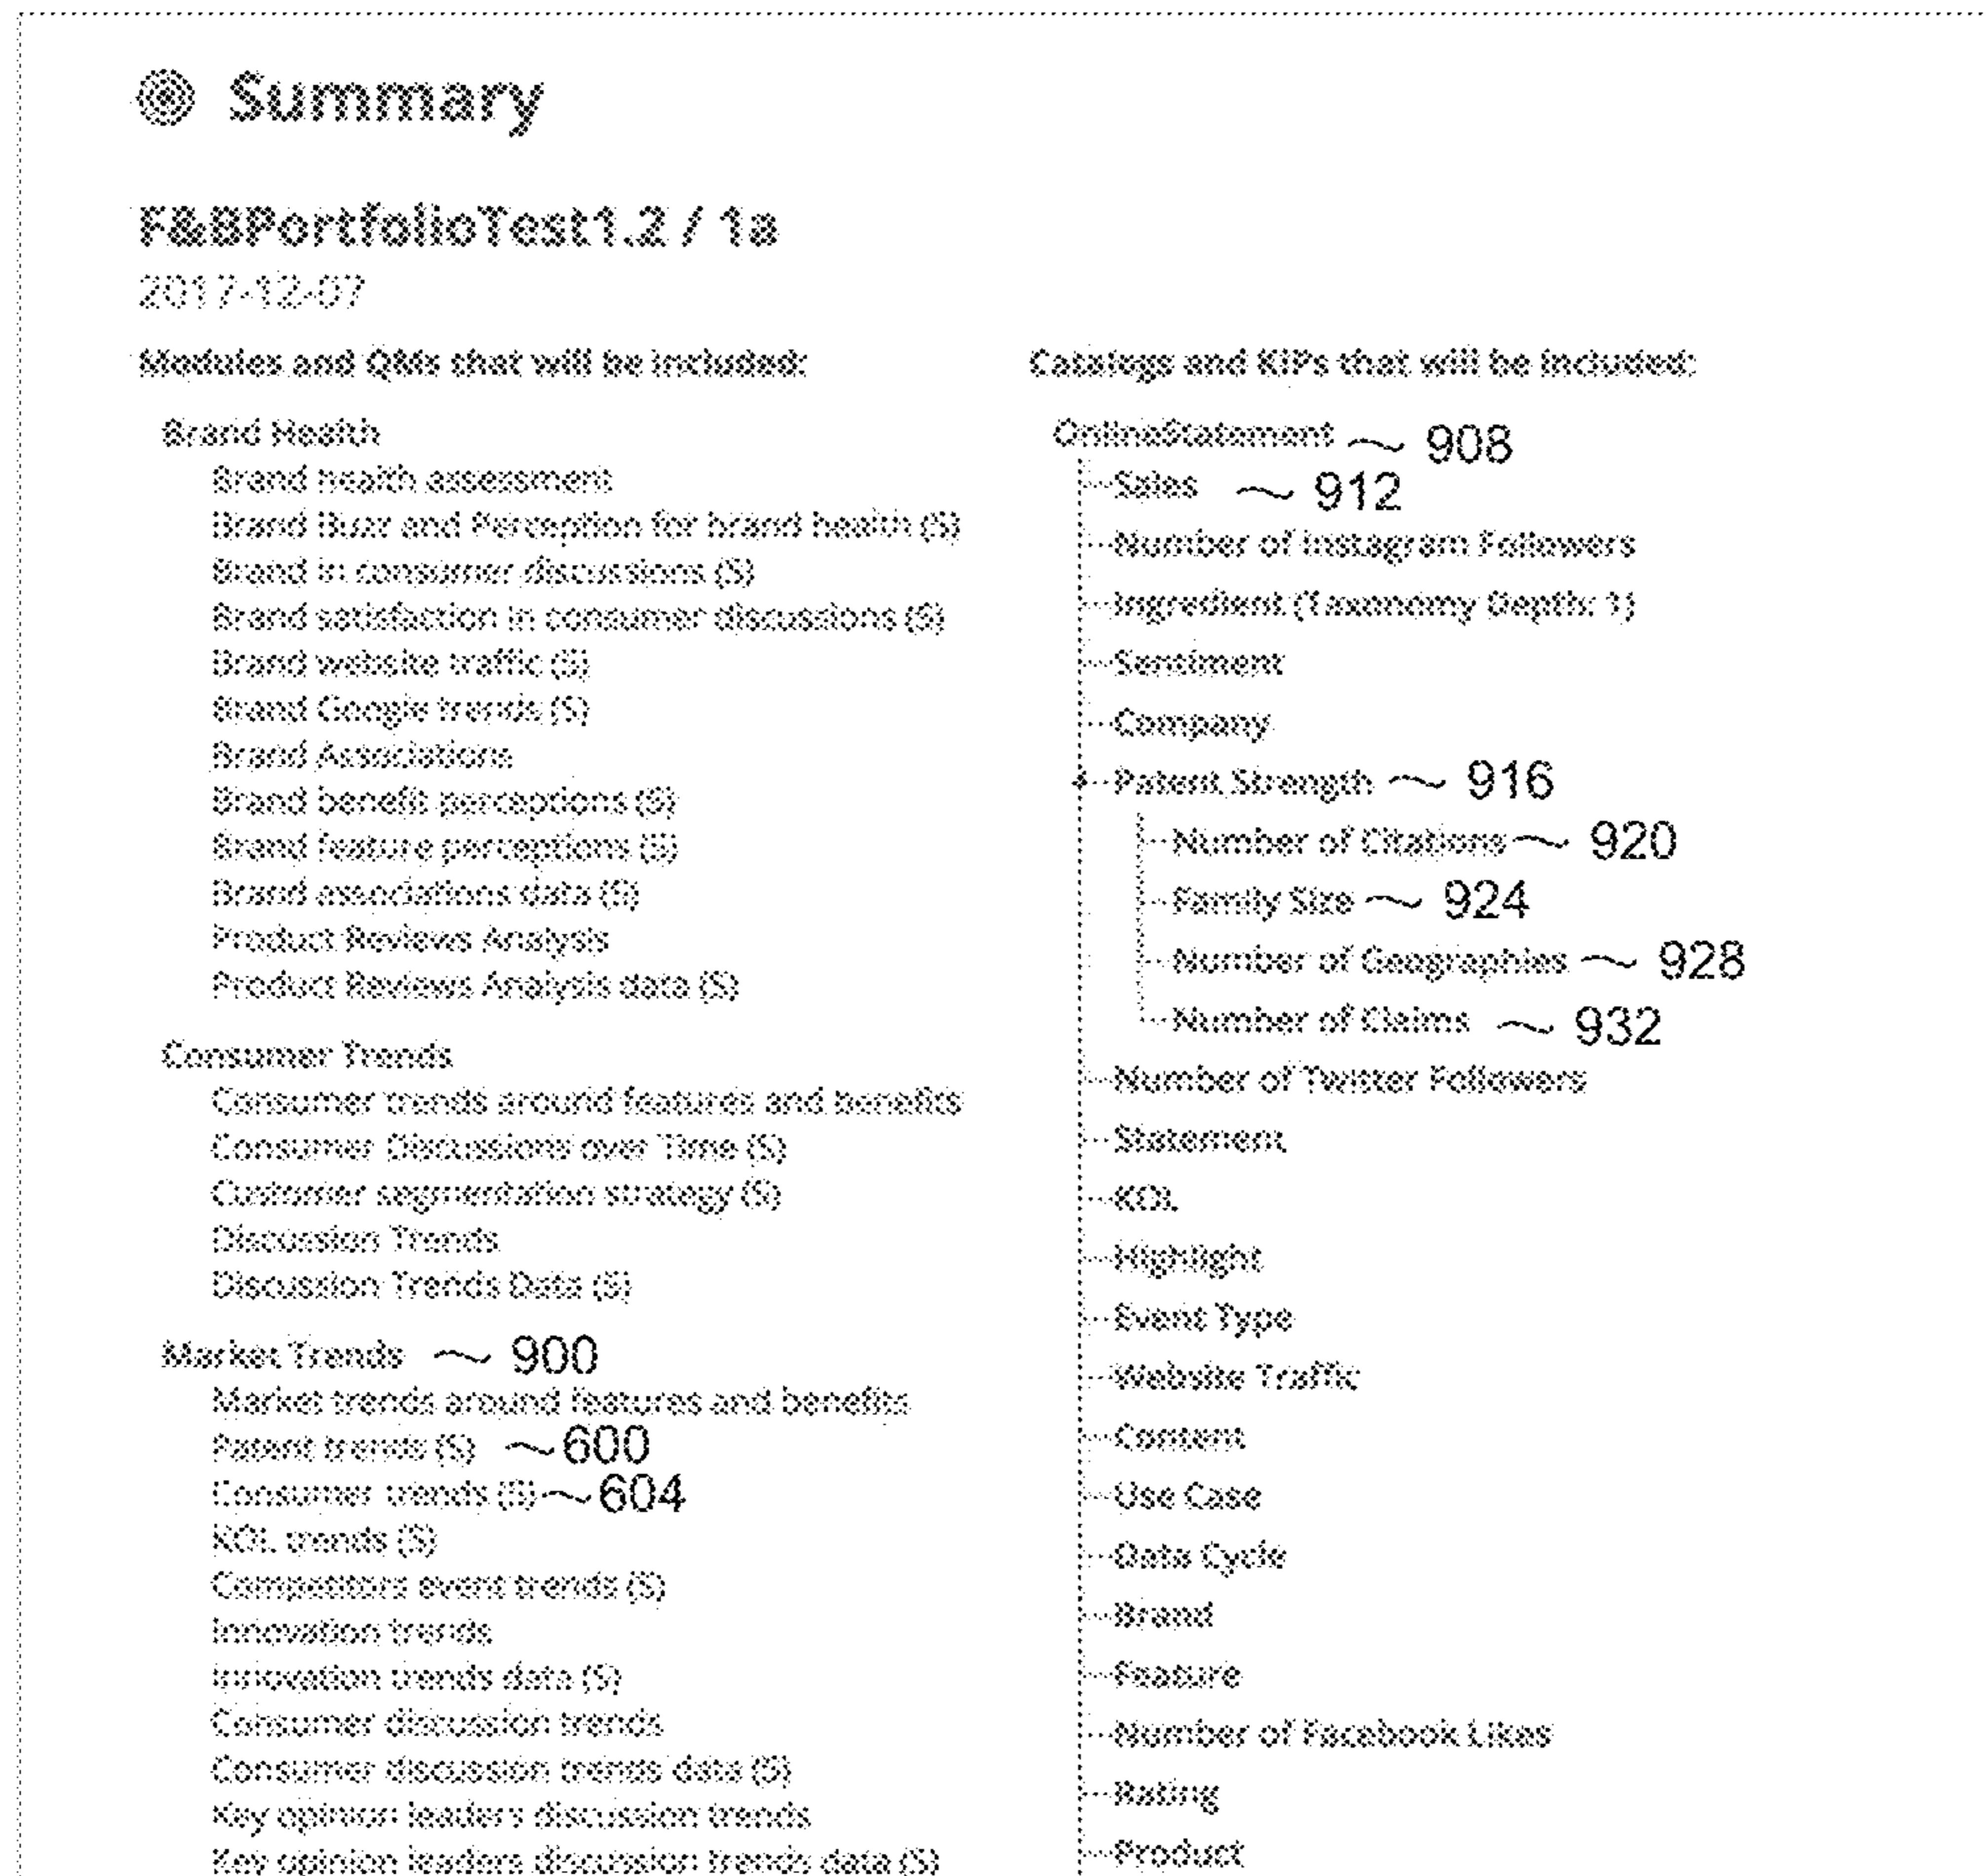 Summary
F&BPortfolioTest1.2 / 1a
2017-12-07
Modules and QMs that will be included:
Brand Health
Brand health assessment
Brand Buzz and Perception for brand health (S)
Brand in consumer discussions (S)
Brand satisfaction in consumer discussions (S)
Brand website traffic (S)
Brand Google trends (S)
Brand Associations
Brand benefit perceptions (S)
Brand feature perceptions (S)
Brand associations data (S)
Product Reviews Analysis
Product Reviews Analysis data (S)
Consumer Trends
Consumer trends around features and benefits
Consumer Discussions over Time (S)
Customer segmentation strategy (S)
Discussion Trends
Discussion Trends Data (S)
Market Trends 900
Market trends around features and benefits
Patent trends (S) 600
Consumer trends (S) 604
KOL trends (S)
Competitors event trends (S)
Innovation trends
Innovation trends data (S)
Consumer discussion trends
Consumer discussion trends data (S)
Key opinion leaders discussion trends
Key opinion leaders discussion trends data (S)
Catalogs and KIPs that will be included:
OnlineStatement 908
Sales 912
Number of Instagram Followers
Ingredient (Taxonomy Depth: 1)
Sentiment
Company
Patent Strength 916
Number of Citations 920
Family Size 924
Number of Geographies 928
Number of Claims 932
Number of Twitter Followers
Statement
KOL
Highlight
Event Type
Website Traffic
Content
Use Case
Data Cycle
Brand
Feature
Number of Facebook Likes
Rating
Product